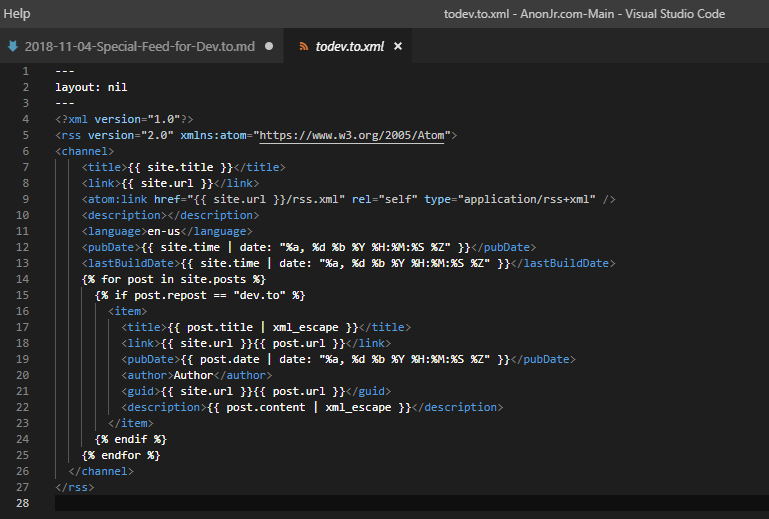 Help todev.to.xml - AnonJr.com-Main - Visual Studio Code
2018-11-04-Special-Feed-for-Dev.to.md ● todev.to.xml ×
1 ---
2 layout: nil
3 ---
4 <?xml version="1.0"?>
5 <rss version="2.0" xmlns:atom="https://www.w3.org/2005/Atom">
6 <channel>
7     <title>{{ site.title }}</title>
8     <link>{{ site.url }}</link>
9     <atom:link href="{{ site.url }}/rss.xml" rel="self" type="application/rss+xml" />
10     <description></description>
11     <language>en-us</language>
12     <pubDate>{{ site.time | date: "%a, %d %b %Y %H:%M:%S %Z" }}</pubDate>
13     <lastBuildDate>{{ site.time | date: "%a, %d %b %Y %H:%M:%S %Z" }}</lastBuildDate>
14     {% for post in site.posts %}
15       {% if post.repost == "dev.to" %}
16         <item>
17           <title>{{ post.title | xml_escape }}</title>
18           <link>{{ site.url }}{{ post.url }}</link>
19           <pubDate>{{ post.date | date: "%a, %d %b %Y %H:%M:%S %Z" }}</pubDate>
20           <author>Author</author>
21           <guid>{{ site.url }}{{ post.url }}</guid>
22           <description>{{ post.content | xml_escape }}</description>
23         </item>
24       {% endif %}
25     {% endfor %}
26   </channel>
27 </rss>
28